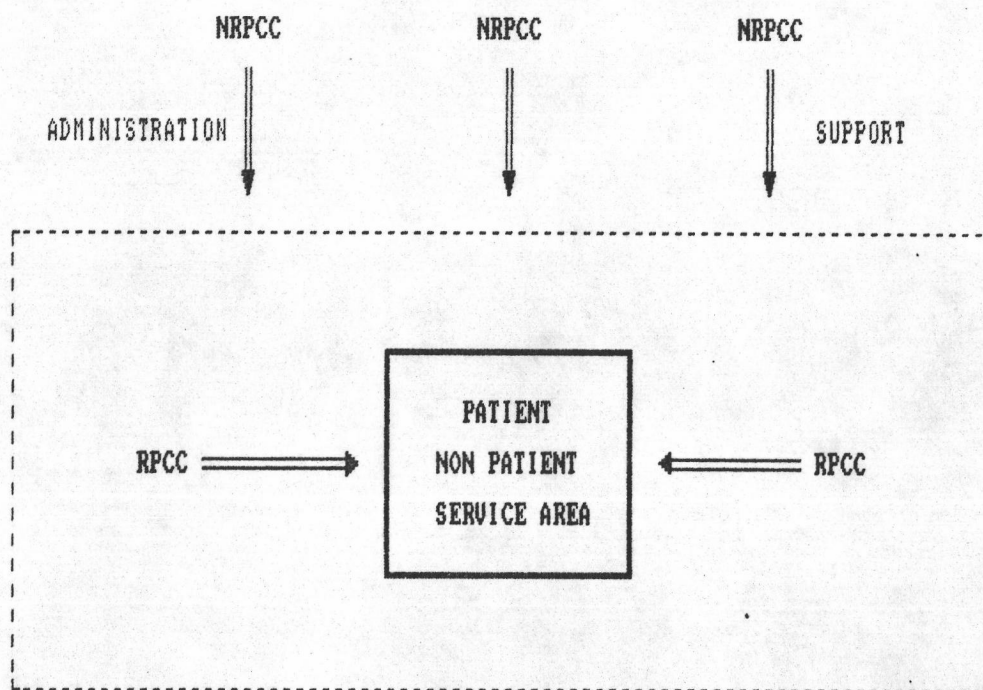 NRPCC NRPCC NRPCC
ADMINISTRATION SUPPORT
PATIENT
RPCC NON PATIENT RPCC
SERVICE AREA